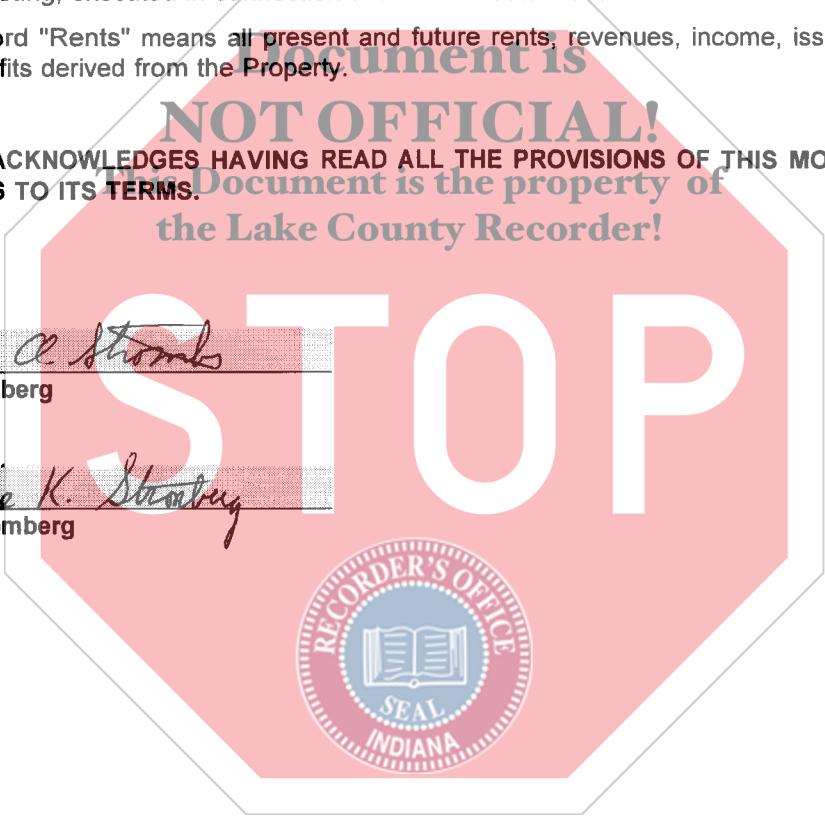 ord "Rents" means all present and future rents, revenues, income, iss
fits derived from the Property.
Document is
NOT OFFICIAL!
ACKNOWLEDGES HAVING READ ALL THE PROVISIONS OF THIS MO
S TO ITS TERMS.
This Document is the property of
the Lake County Recorder!
STOP
a Stromb
berg
e K. Stromberg
mberg
RECORDER'S OFFICE
SEAL
INDIANA